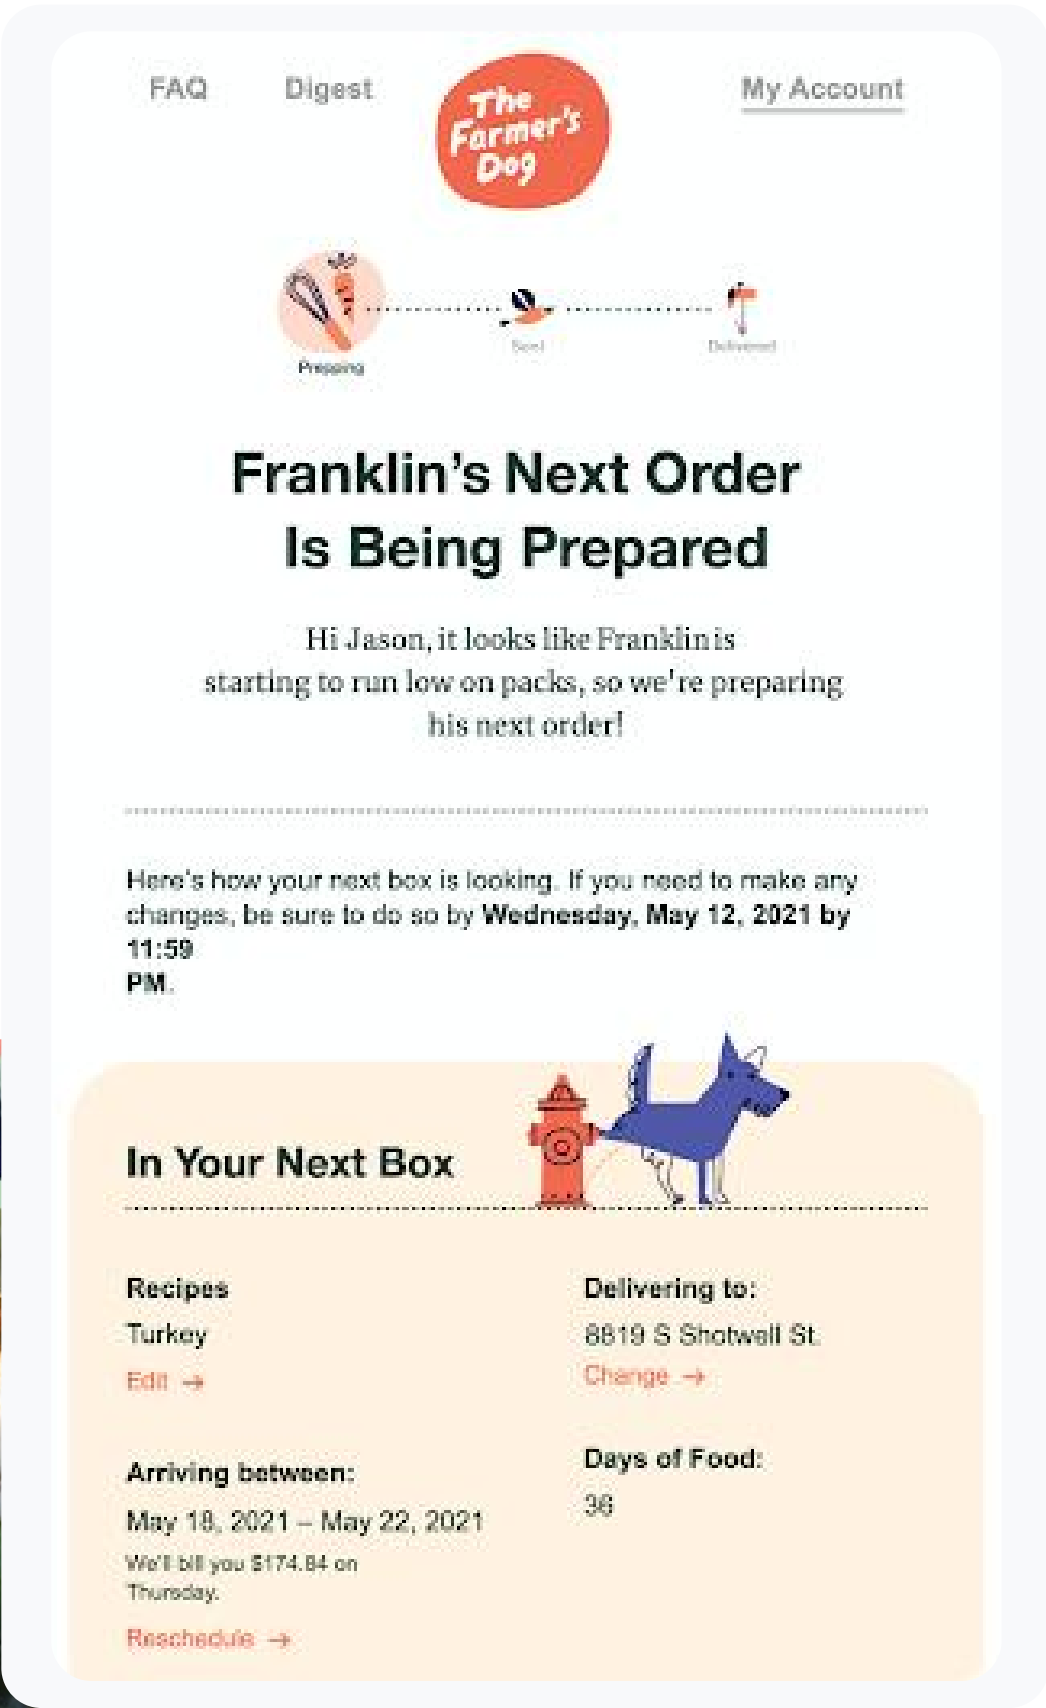 FAQ
Digest
The
Farmer's
Dog
My Account
Prepping
Sent
Delivered
Franklin's Next Order
Is Being Prepared
Hi Jason, it looks like Franklin is
starting to run low on packs, so we're preparing
his next order!
Here's how your next box is looking. If you need to make any
changes, be sure to do so by Wednesday, May 12, 2021 by
11:59
PM.
In Your Next Box
Recipes
Turkey
Edit →
Delivering to:
8819 S Shotwell St.
Change →
Arriving between:
May 18, 2021 – May 22, 2021
We'll bill you $174.84 on
Thursday.
Reschedule →
Days of Food:
36